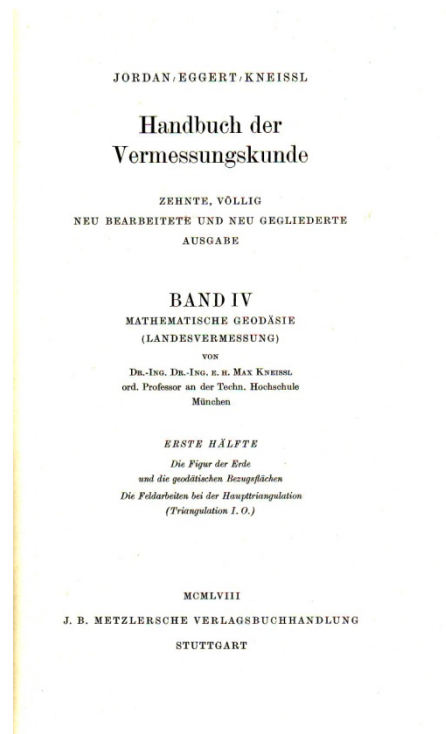 JORDAN/EGGERT/KNEISSL
Handbuch der
Vermessungskunde
ZEHNTE, VÖLLIG
NEU BEARBEITETE UND NEU GEGLIEDERTE
AUSGABE
BAND IV
MATHEMATISCHE GEODÄSIE
(LANDESVERMESSUNG)
VON
DR.-ING. DR.-ING. E. H. MAX KNEISSL
ord. Professor an der Techn. Hochschule
München
ERSTE HÄLFTE
Die Figur der Erde
und die geodätischen Bezugsflächen
Die Feldarbeiten bei der Haupttriangulation
(Triangulation I. O.)
MCMLVIII
J. B. METZLERSCHE VERLAGSBUCHHANDLUNG
STUTTGART